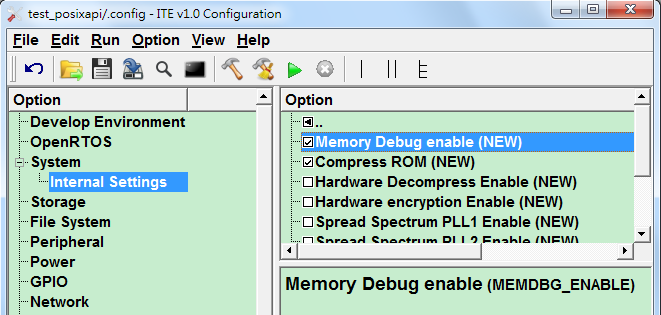 test_posixapi/.config - ITE v1.0 Configuration
File Edit Run Option View Help
Option
Develop Environment
OpenRTOS
System
Internal Settings
Storage
File System
Peripheral
Power
GPIO
Network
Option
..
Memory Debug enable (NEW)
Compress ROM (NEW)
Hardware Decompress Enable (NEW)
Hardware encryption Enable (NEW)
Spread Spectrum PLL1 Enable (NEW)
Spread Spectrum PLL2 Enable (NEW)
Memory Debug enable (MEMDBG_ENABLE)